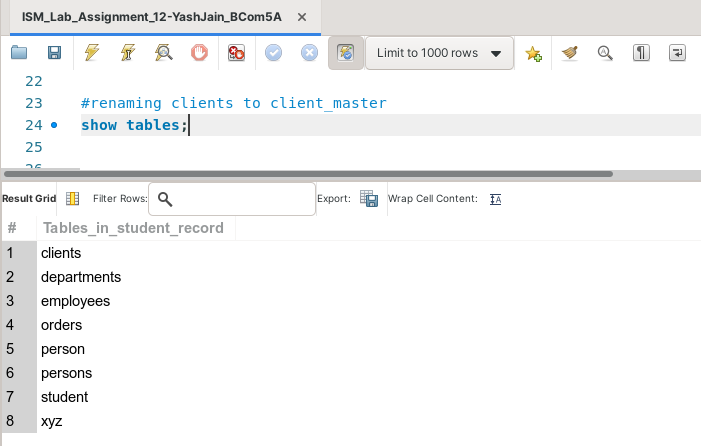 ISM_Lab_Assignment_12-YashJain_BCom5A ×
Limit to 1000 rows
22
23 #renaming clients to client_master
24 show tables;
25
26
Result Grid Filter Rows: Export: Wrap Cell Content: IA
# Tables_in_student_record
1 clients
2 departments
3 employees
4 orders
5 person
6 persons
7 student
8 xyz